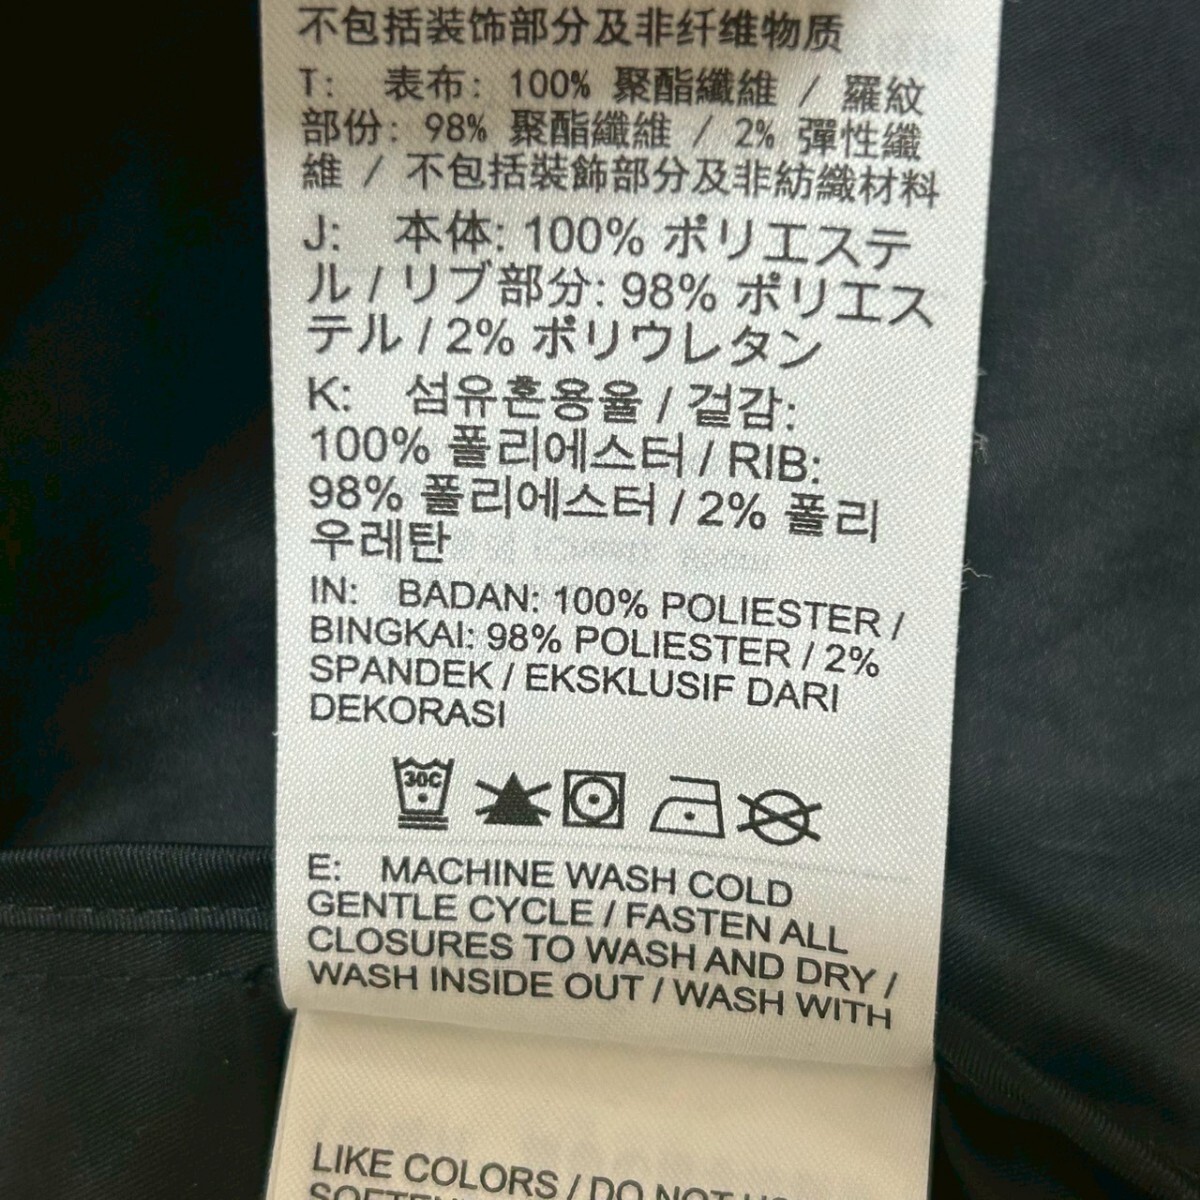 不包括装饰部分及非纤维物质
T: 表布: 100% 聚酯纖維 / 羅紋
部份: 98% 聚酯纖維 / 2% 彈性纖
維 / 不包括裝飾部分及非紡織材料
J: 本体: 100% ポリエステ
ル / リブ部分: 98% ポリエス
テル / 2% ポリウレタン
K: 섬유혼용율 / 겉감:
100% 폴리에스터 / RIB:
98% 폴리에스터 / 2% 폴리
우레탄
IN: BADAN: 100% POLIESTER /
BINGKAI: 98% POLIESTER / 2%
SPANDEK / EKSKLUSIF DARI
DEKORASI
30C
E: MACHINE WASH COLD
GENTLE CYCLE / FASTEN ALL
CLOSURES TO WASH AND DRY /
WASH INSIDE OUT / WASH WITH
LIKE COLORS / DO NOT